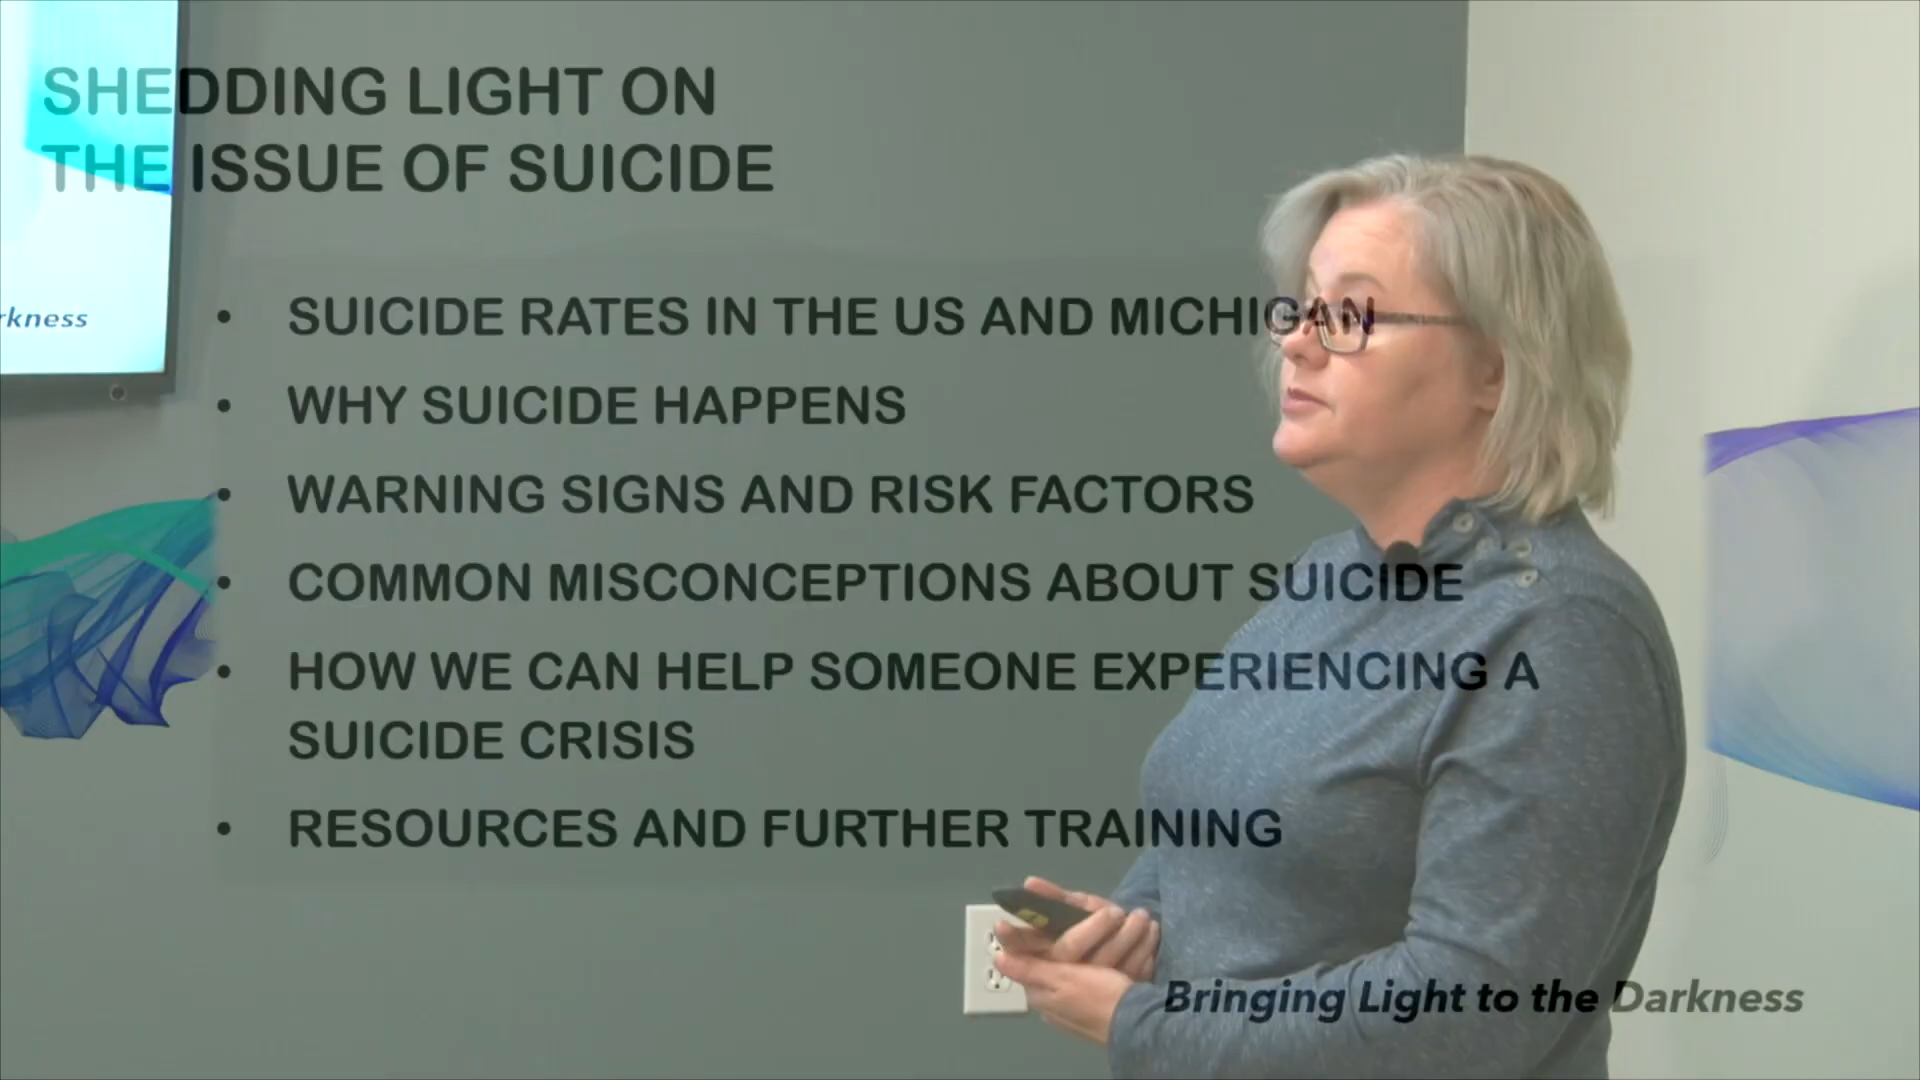 SHEDDING LIGHT ON
THE ISSUE OF SUICIDE
rkness
• SUICIDE RATES IN THE US AND MICHIGAN
• WHY SUICIDE HAPPENS
• WARNING SIGNS AND RISK FACTORS
• COMMON MISCONCEPTIONS ABOUT SUICIDE
• HOW WE CAN HELP SOMEONE EXPERIENCING A
SUICIDE CRISIS
• RESOURCES AND FURTHER TRAINING
Bringing Light to the Darkness